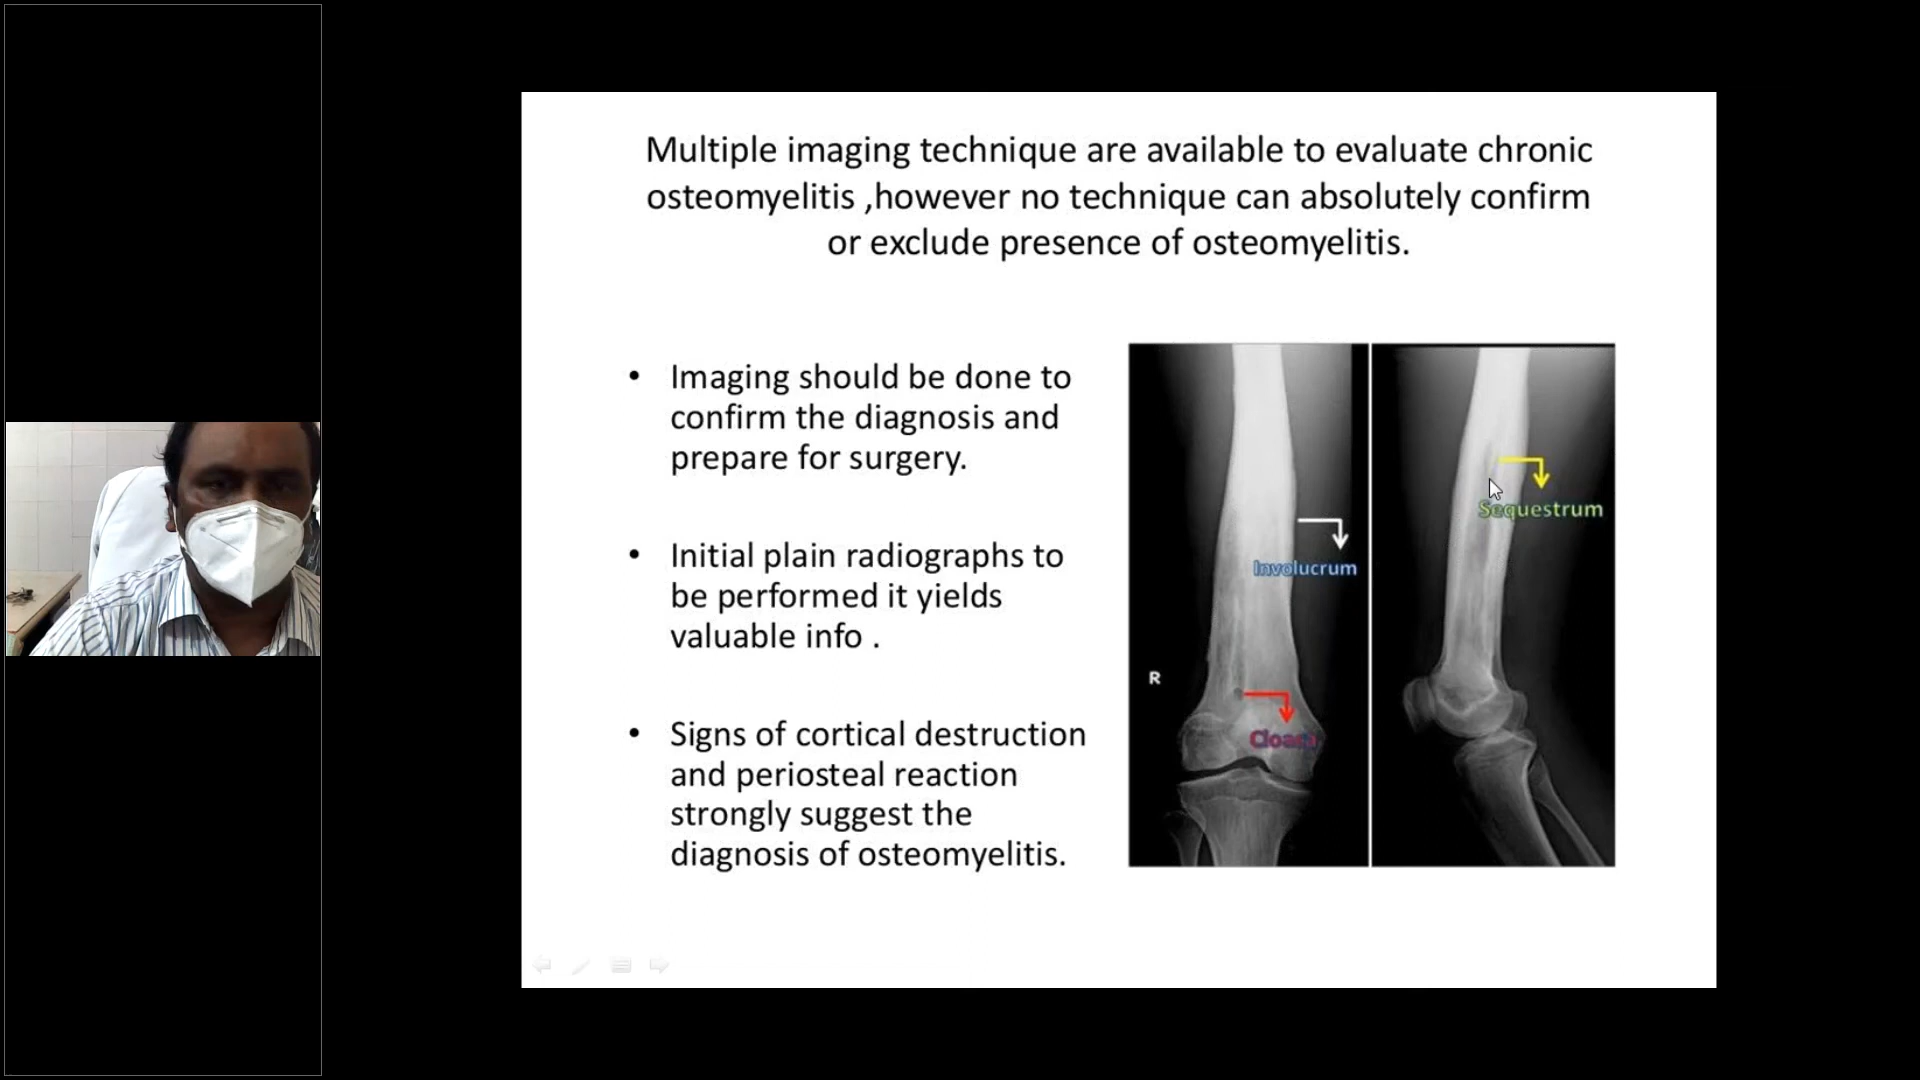 Multiple imaging technique are available to evaluate chronic
osteomyelitis ,however no technique can absolutely confirm
or exclude presence of osteomyelitis.
• Imaging should be done to
confirm the diagnosis and
prepare for surgery.
• Initial plain radiographs to
be performed it yields
valuable info .
• Signs of cortical destruction
and periosteal reaction
strongly suggest the
diagnosis of osteomyelitis.
Sequestrum
Involucrum
R
Cloaca